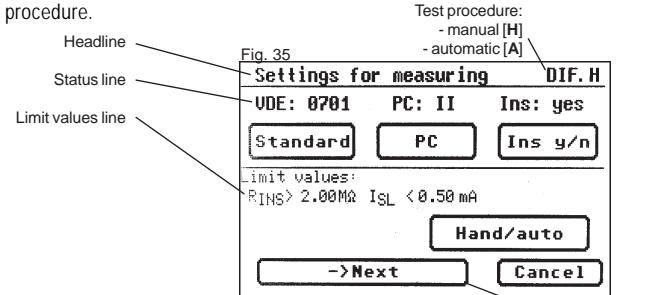 procedure.
Test procedure:
- manual [H]
- automatic [A]
Headline
Status line
Limit values line
Fig. 35
Settings for measuring DIF.H
VDE: 0701 PC: II Ins: yes
Standard PC Ins y/n
Limit values:
RINS> 2.00MΩ ISL <0.50 mA
Hand/auto
->Next Cancel